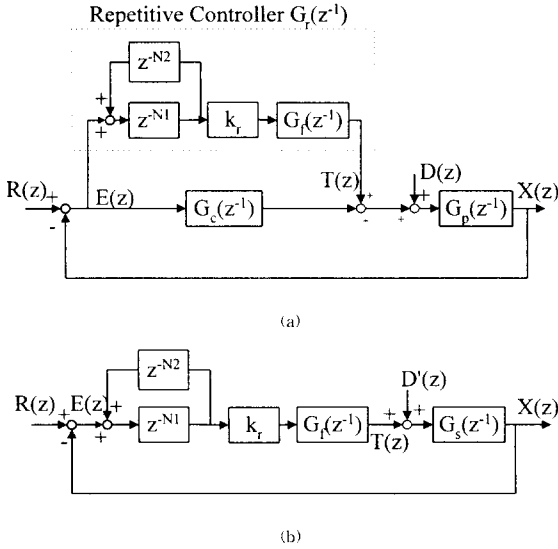 Repetitive Controller G_r(z^-1)
z^-N2
+
+
z^-N1
k_r
G_f(z^-1)
T(z)
D(z)
R(z)
+
-
E(z)
G_c(z^-1)
+
-
+
+
G_p(z^-1)
X(z)
(a)
z^-N2
D'(z)
R(z)
+
-
E(z)
+
+
z^-N1
k_r
G_f(z^-1)
+
T(z)
+
G_s(z^-1)
X(z)
(b)